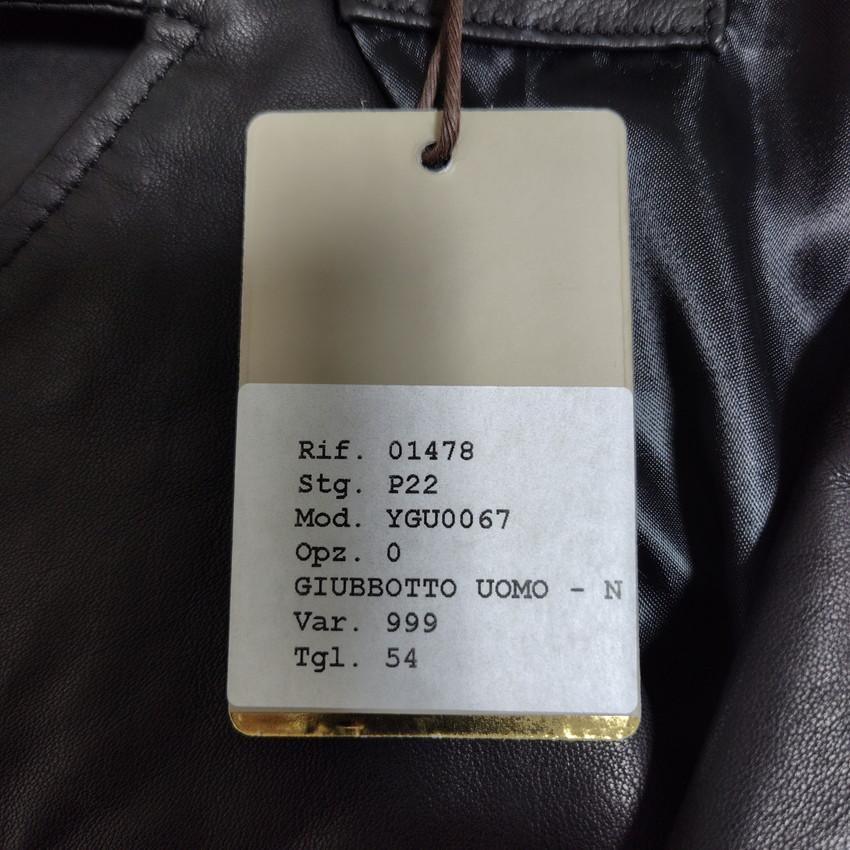 Rif. 01478
Stg. P22
Mod. YGU0067
Opz. 0
GIUBBOTTO UOMO - N
Var. 999
Tgl. 54